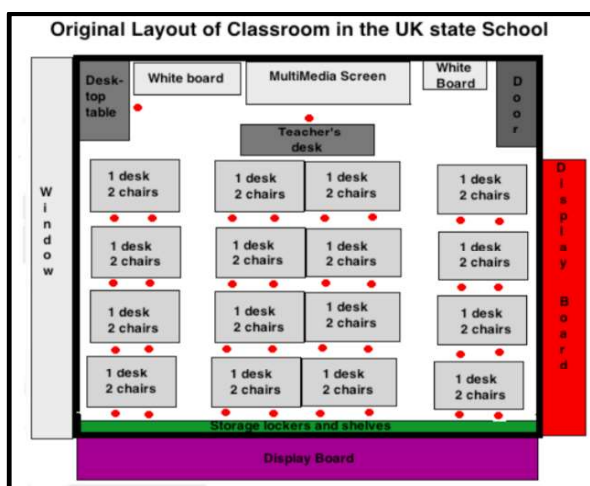 Original Layout of Classroom in the UK state School
Desk-
top
table
White board
MultiMedia Screen
White
Board
Door
Teacher's
desk
Window
Display Board
1 desk
2 chairs
1 desk
2 chairs
1 desk
2 chairs
1 desk
2 chairs
1 desk
2 chairs
1 desk
2 chairs
1 desk
2 chairs
1 desk
2 chairs
1 desk
2 chairs
1 desk
2 chairs
1 desk
2 chairs
1 desk
2 chairs
1 desk
2 chairs
1 desk
2 chairs
1 desk
2 chairs
1 desk
2 chairs
Storage lockers and shelves
Display Board